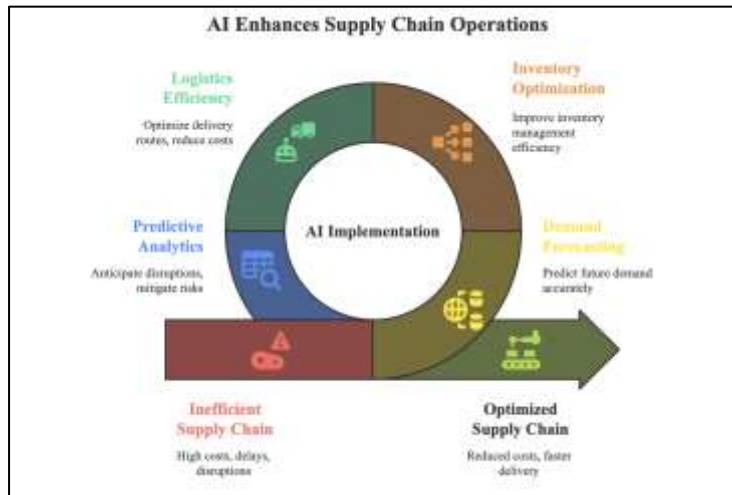 AI Enhances Supply Chain Operations
Logistics
Efficiency
Optimize delivery
routes, reduce costs
Inventory
Optimization
Improve inventory
management
efficiency
Predictive
Analytics
Anticipate disruptions,
mitigate risks
AI Implementation
Demand
Forecasting
Predict future demand
accurately
Inefficient
Supply Chain
High costs, delays,
disruptions
Optimized
Supply Chain
Reduced costs, faster
delivery